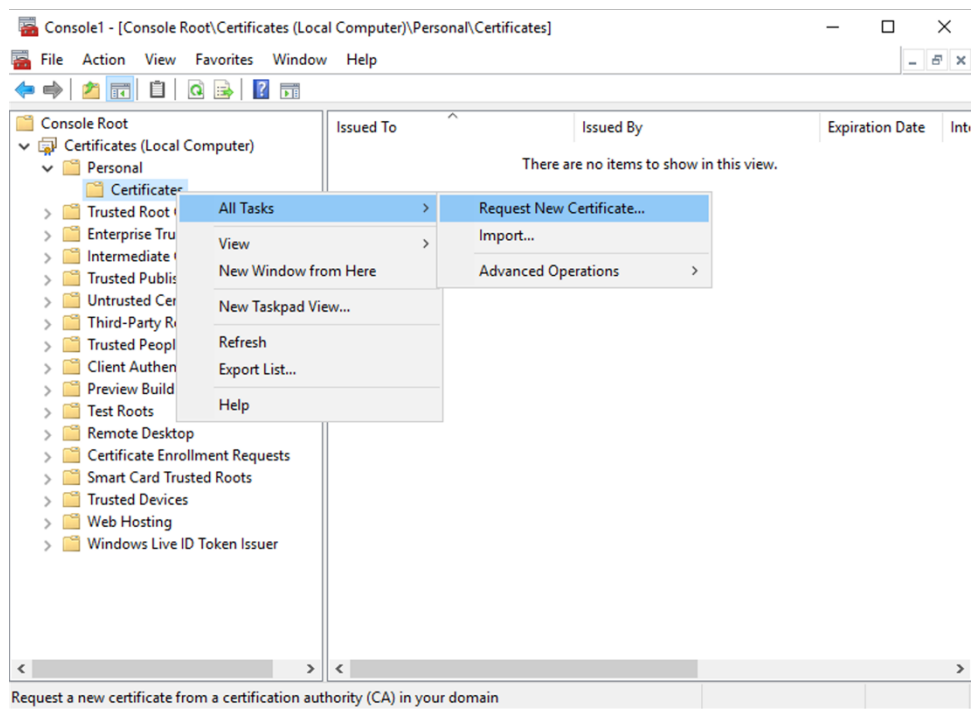 Console1 - [Console Root\Certificates (Local Computer)\Personal\Certificates]
File Action View Favorites Window Help
Console Root
Certificates (Local Computer)
Personal
Certificates
Trusted Root
Enterprise Tru
Intermediate
Trusted Publis
Untrusted Cer
Third-Party R
Trusted Peopl
Client Authen
Preview Build
Test Roots
Remote Desktop
Certificate Enrollment Requests
Smart Card Trusted Roots
Trusted Devices
Web Hosting
Windows Live ID Token Issuer
Issued To Issued By Expiration Date Int
There are no items to show in this view.
All Tasks
View
New Window from Here
New Taskpad View...
Refresh
Export List...
Help
Request New Certificate...
Import...
Advanced Operations
Request a new certificate from a certification authority (CA) in your domain